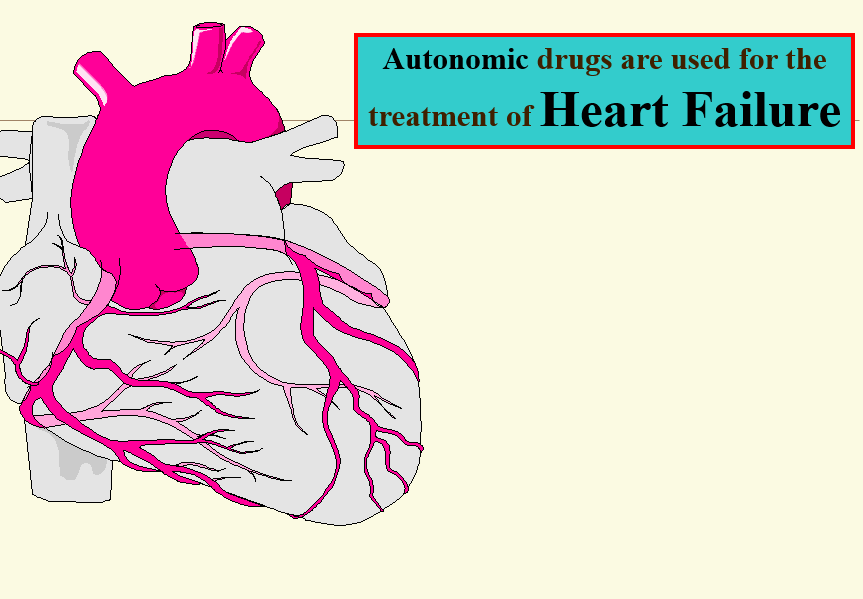 Autonomic drugs are used for the
treatment of Heart Failure